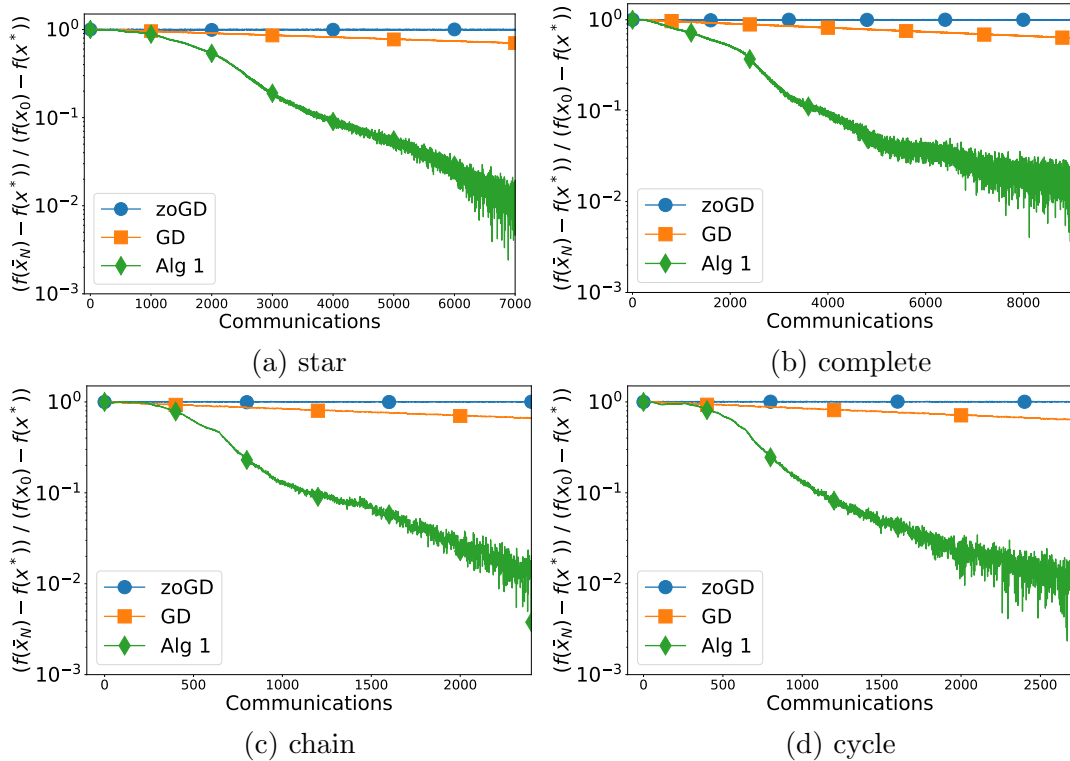 (f(x̄_N) − f(x^*)) / (f(x_0) − f(x^*))
10^0
10^−1
10^−2
10^−3
zoGD
GD
Alg 1
0 1000 2000 3000 4000 5000 6000 7000
Communications
(a) star
(f(x̄_N) − f(x^*)) / (f(x_0) − f(x^*))
10^0
10^−1
10^−2
10^−3
zoGD
GD
Alg 1
0 2000 4000 6000 8000
Communications
(b) complete
(f(x̄_N) − f(x^*)) / (f(x_0) − f(x^*))
10^0
10^−1
10^−2
10^−3
zoGD
GD
Alg 1
0 500 1000 1500 2000
Communications
(c) chain
(f(x̄_N) − f(x^*)) / (f(x_0) − f(x^*))
10^0
10^−1
10^−2
10^−3
zoGD
GD
Alg 1
0 500 1000 1500 2000 2500
Communications
(d) cycle